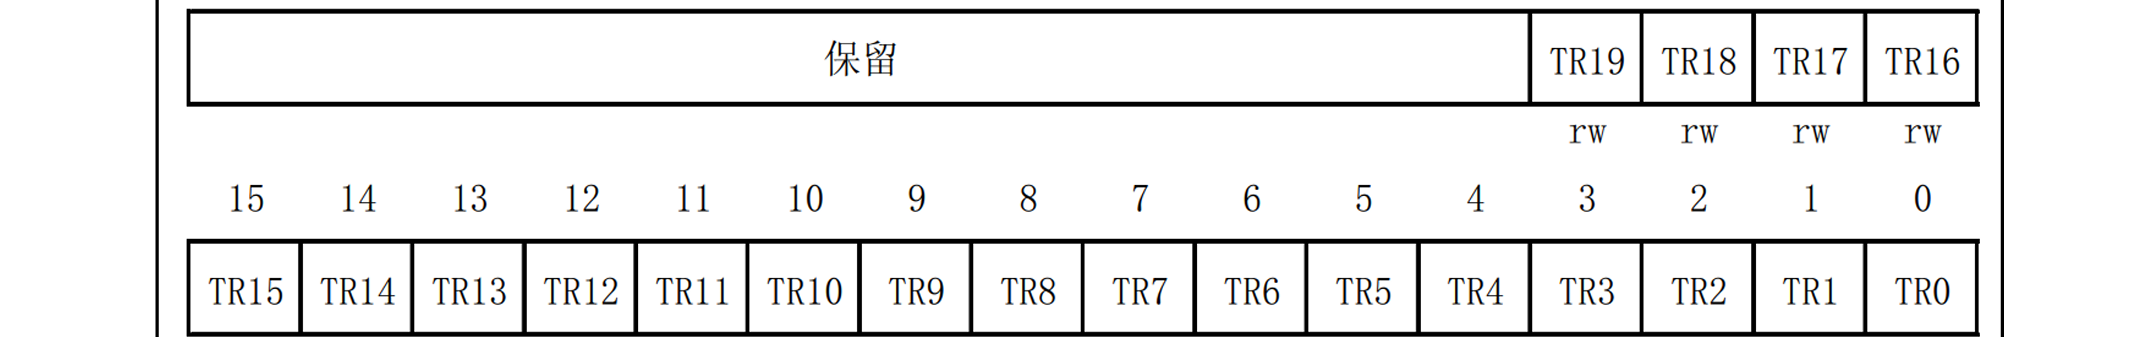 保留 TR19 TR18 TR17 TR16
rw rw rw rw
15 14 13 12 11 10 9 8 7 6 5 4 3 2 1 0
TR15 TR14 TR13 TR12 TR11 TR10 TR9 TR8 TR7 TR6 TR5 TR4 TR3 TR2 TR1 TR0